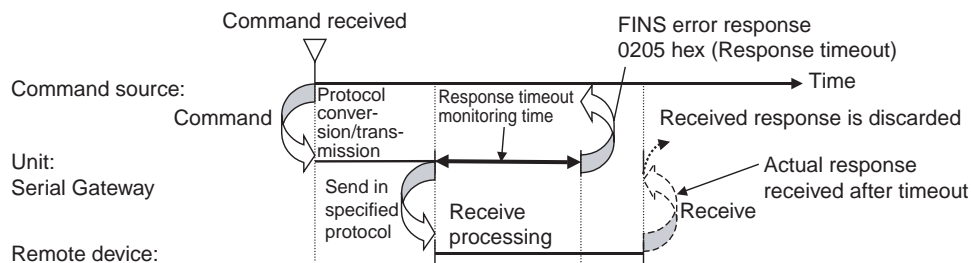 Command received
FINS error response
0205 hex (Response timeout)
Command source:
Time
Command
Protocol
conver-
sion/trans-
mission
Response timeout
monitoring time
Received response is discarded
Unit:
Serial Gateway
Send in
specified
protocol
Receive
processing
Receive
Actual response
received after timeout
Remote device: